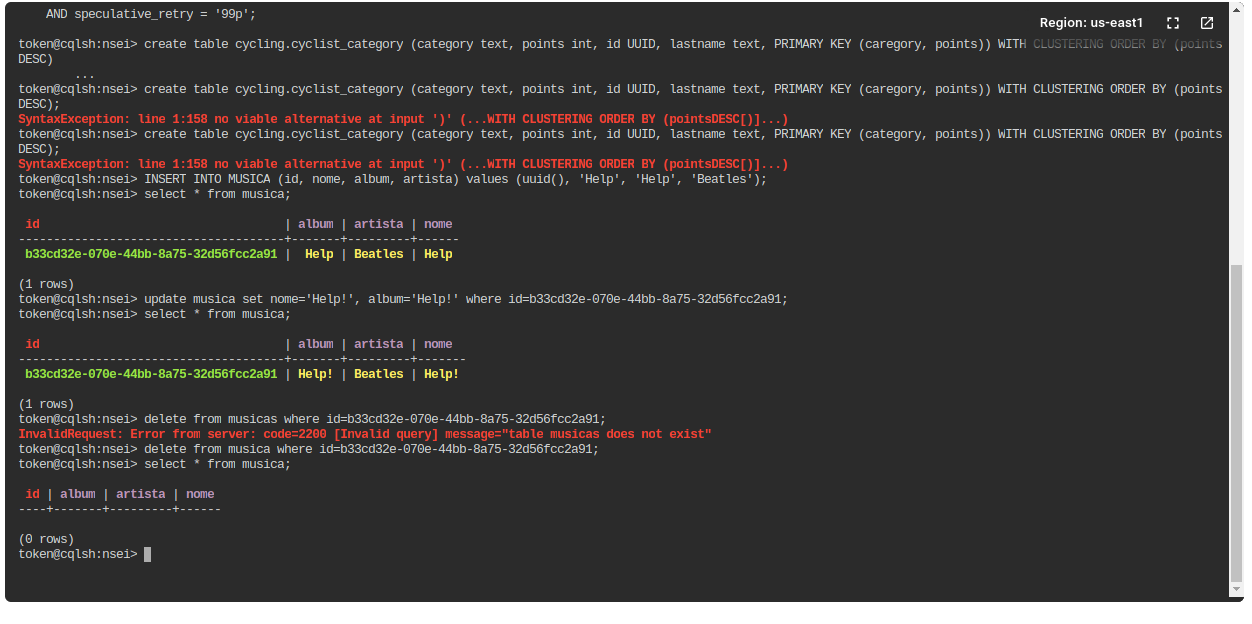 AND speculative_retry = '99p';
Region: us-east1
token@cqlsh:nsei> create table cycling.cyclist_category (category text, points int, id UUID, lastname text, PRIMARY KEY (caregory, points)) WITH CLUSTERING ORDER BY (points
DESC)
        ...
token@cqlsh:nsei> create table cycling.cyclist_category (category text, points int, id UUID, lastname text, PRIMARY KEY (caregory, points)) WITH CLUSTERING ORDER BY (points
DESC);
SyntaxException: line 1:158 no viable alternative at input ')' (...WITH CLUSTERING ORDER BY (pointsDESC[)]...)
token@cqlsh:nsei> create table cycling.cyclist_category (category text, points int, id UUID, lastname text, PRIMARY KEY (category, points)) WITH CLUSTERING ORDER BY (points
DESC);
SyntaxException: line 1:158 no viable alternative at input ')' (...WITH CLUSTERING ORDER BY (pointsDESC[)]...)
token@cqlsh:nsei> INSERT INTO MUSICA (id, nome, album, artista) values (uuid(), 'Help', 'Help', 'Beatles');
token@cqlsh:nsei> select * from musica;
 id                                   | album | artista | nome
--------------------------------------+-------+---------+------
 b33cd32e-070e-44bb-8a75-32d56fcc2a91 |  Help | Beatles | Help
(1 rows)
token@cqlsh:nsei> update musica set nome='Help!', album='Help!' where id=b33cd32e-070e-44bb-8a75-32d56fcc2a91;
token@cqlsh:nsei> select * from musica;
 id                                   | album | artista | nome
--------------------------------------+-------+---------+-------
 b33cd32e-070e-44bb-8a75-32d56fcc2a91 | Help! | Beatles | Help!
(1 rows)
token@cqlsh:nsei> delete from musicas where id=b33cd32e-070e-44bb-8a75-32d56fcc2a91;
InvalidRequest: Error from server: code=2200 [Invalid query] message="table musicas does not exist"
token@cqlsh:nsei> delete from musica where id=b33cd32e-070e-44bb-8a75-32d56fcc2a91;
token@cqlsh:nsei> select * from musica;
 id | album | artista | nome
----+-------+---------+------
(0 rows)
token@cqlsh:nsei>